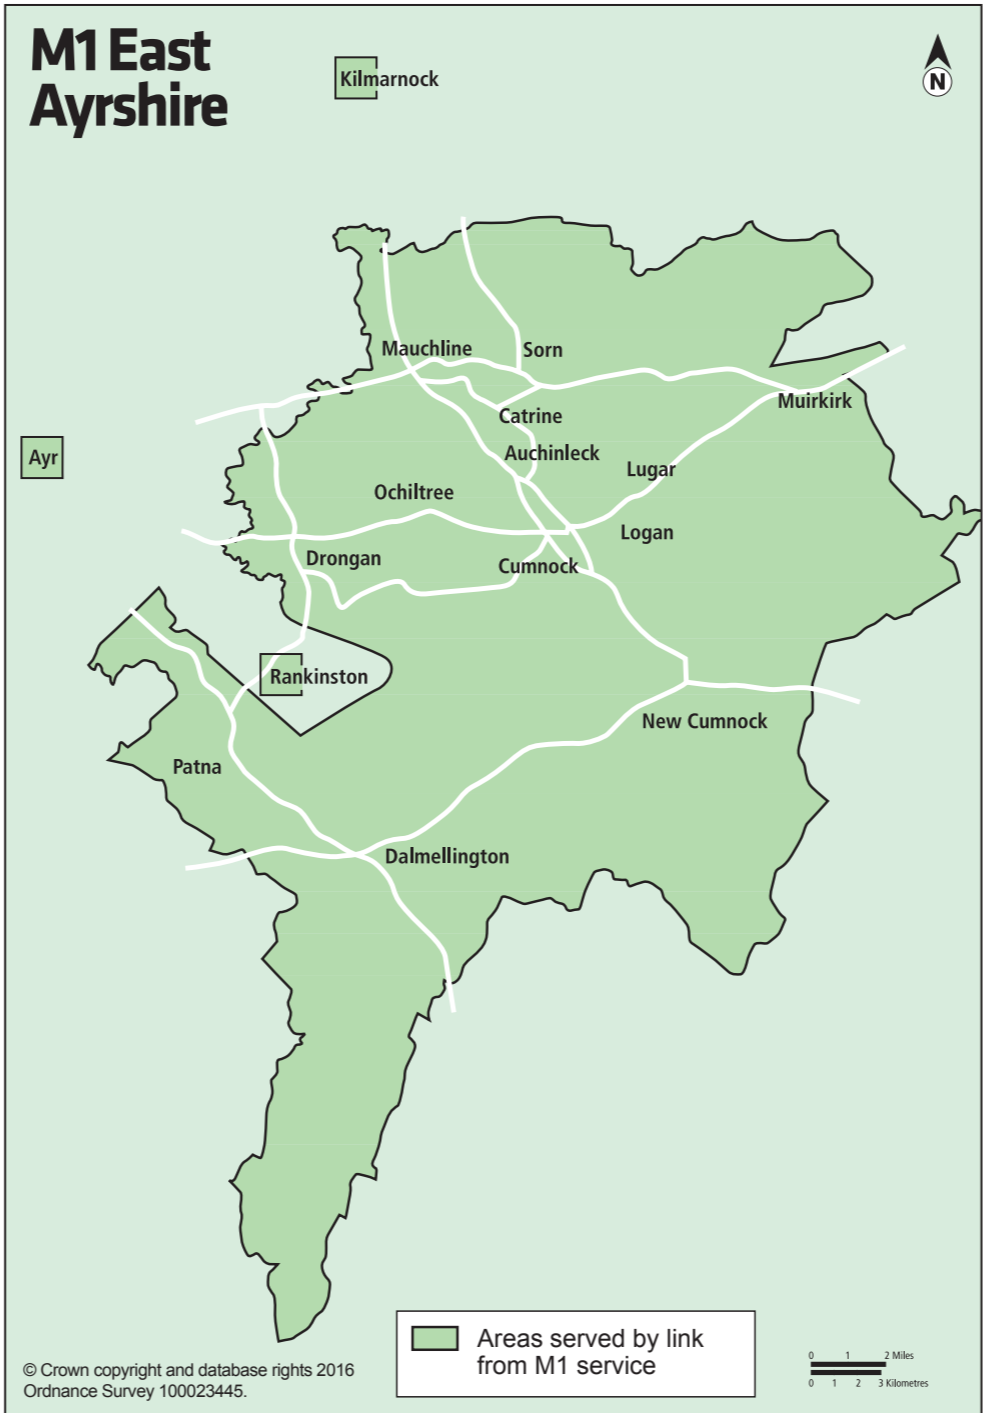 M1 East
Ayrshire
Kilmarnock
N
Mauchline
Sorn
Muirkirk
Catrine
Ayr
Auchinleck
Lugar
Ochiltree
Logan
Drongan
Cumnock
Rankinston
New Cumnock
Patna
Dalmellington
Areas served by link
from M1 service
© Crown copyright and database rights 2016
Ordnance Survey 100023445.
0 1 2 Miles
0 1 2 3 Kilometres